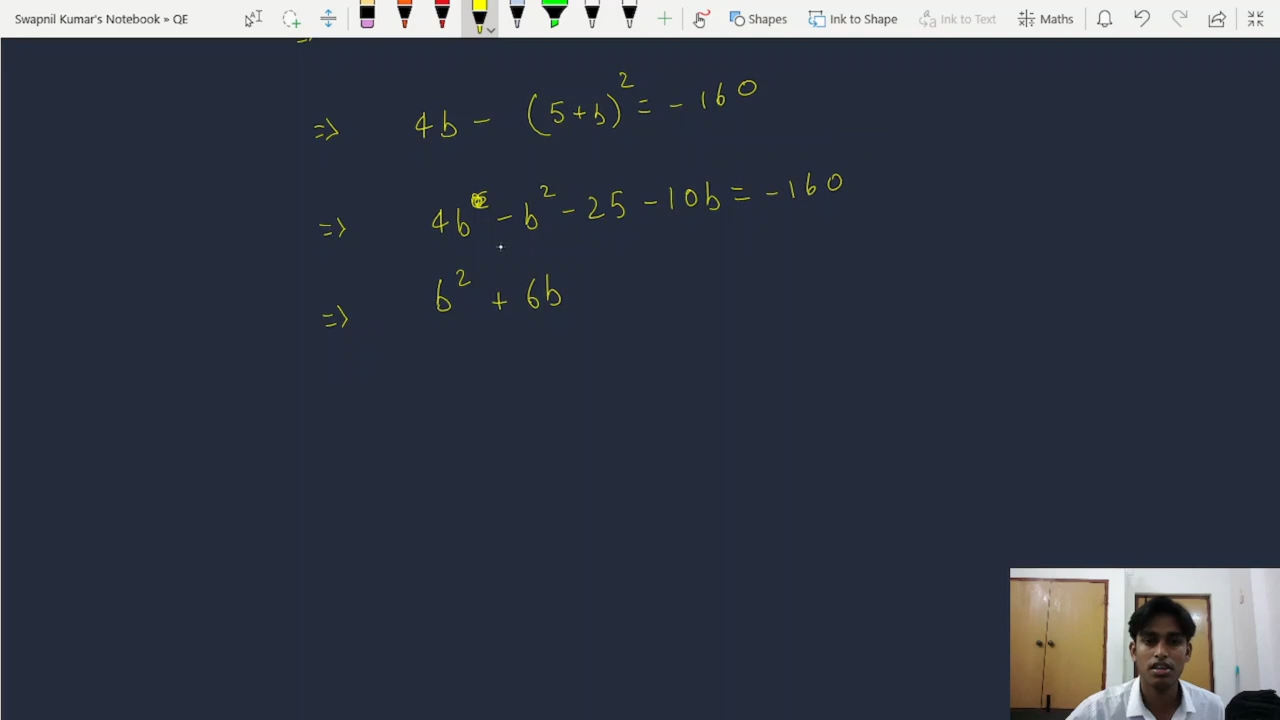 Swapnil Kumar's Notebook » QE
Shapes
Ink to Shape
Ink to Text
Maths
=> 4b - (5+b)² = - 160
=> 4b - b² - 25 - 10b = - 160
=> b² + 6b